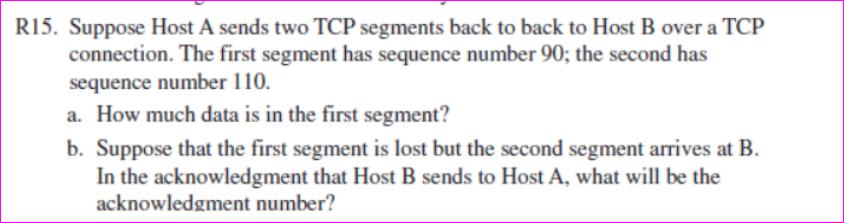 R15. Suppose Host A sends two TCP segments back to back to Host B over a TCP
connection. The first segment has sequence number 90; the second has
sequence number 110.
a. How much data is in the first segment?
b. Suppose that the first segment is lost but the second segment arrives at B.
In the acknowledgment that Host B sends to Host A, what will be the
acknowledgment number?